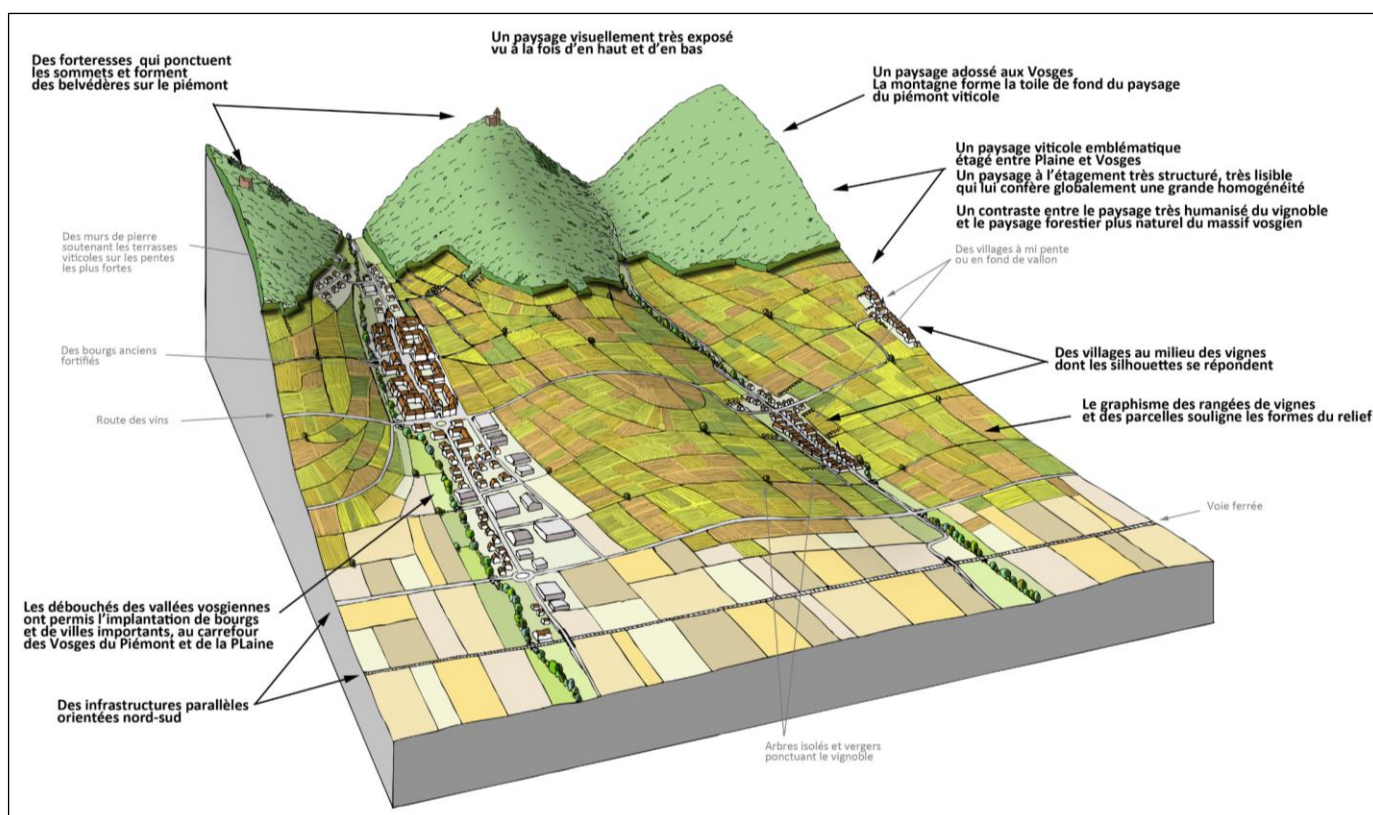 Un paysage visuellement très exposé
vu à la fois d'en haut et d'en bas
Des forteresses qui ponctuent
les sommets et forment
des belvédères sur le piémont
Un paysage adossé aux Vosges
La montagne forme la toile de fond du paysage
du piémont viticole
Un paysage viticole emblématique
étagé entre Plaine et Vosges
Un paysage à l'étagement très structuré, très lisible
qui lui confère globalement une grande homogénéité
Un contraste entre le paysage très humanisé du vignoble
et le paysage forestier plus naturel du massif vosgien
Des murs de pierre
soutenant les terrasses
viticoles sur les pentes
les plus fortes
Des villages à mi pente
ou en fond de vallon
Des bourgs anciens
fortifiés
Des villages au milieu des vignes
dont les silhouettes se répondent
Route des vins
Le graphisme des rangées de vignes
et des parcelles souligne les formes du relief
Voie ferrée
Les débouchés des vallées vosgiennes
ont permis l'implantation de bourgs
et de villes importants, au carrefour
des Vosges du Piémont et de la PLaine
Des infrastructures parallèles
orientées nord-sud
Arbres isolés et vergers
ponctuant le vignoble